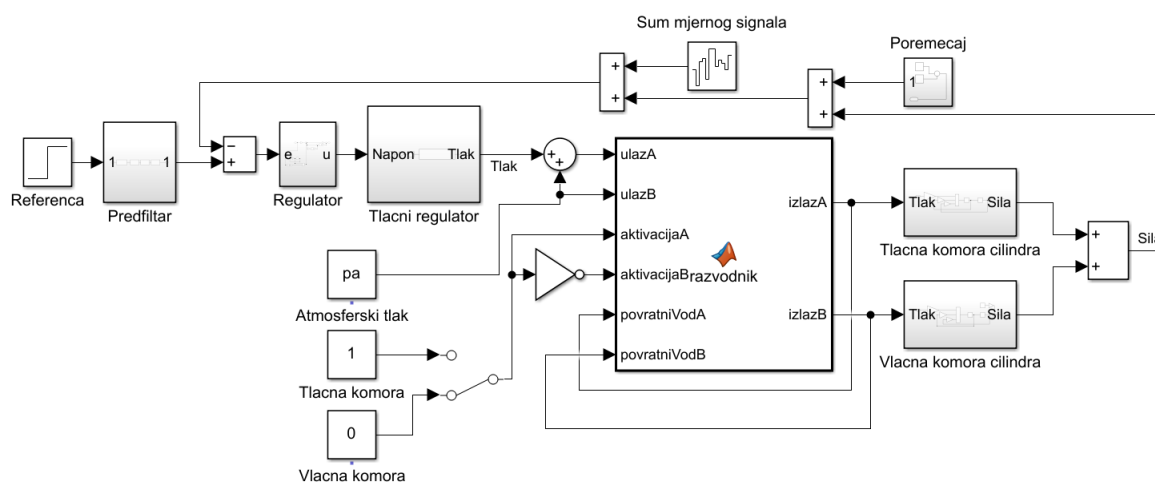 Sum mjernog signala
Poremecaj
+
+
+
1
+
−
+
Referenca
1
1
Predfiltar
e
u
Regulator
Napon
Tlak
Tlacni regulator
Tlak
+
+
ulazA
ulazB
aktivacijaA
aktivacijaB
povratniVodA
povratniVodB
razvodnik
izlazA
izlazB
Tlak
Sila
Tlacna komora cilindra
Tlak
Sila
Vlacna komora cilindra
+
+
pa
Atmosferski tlak
1
Tlacna komora
0
Vlacna komora